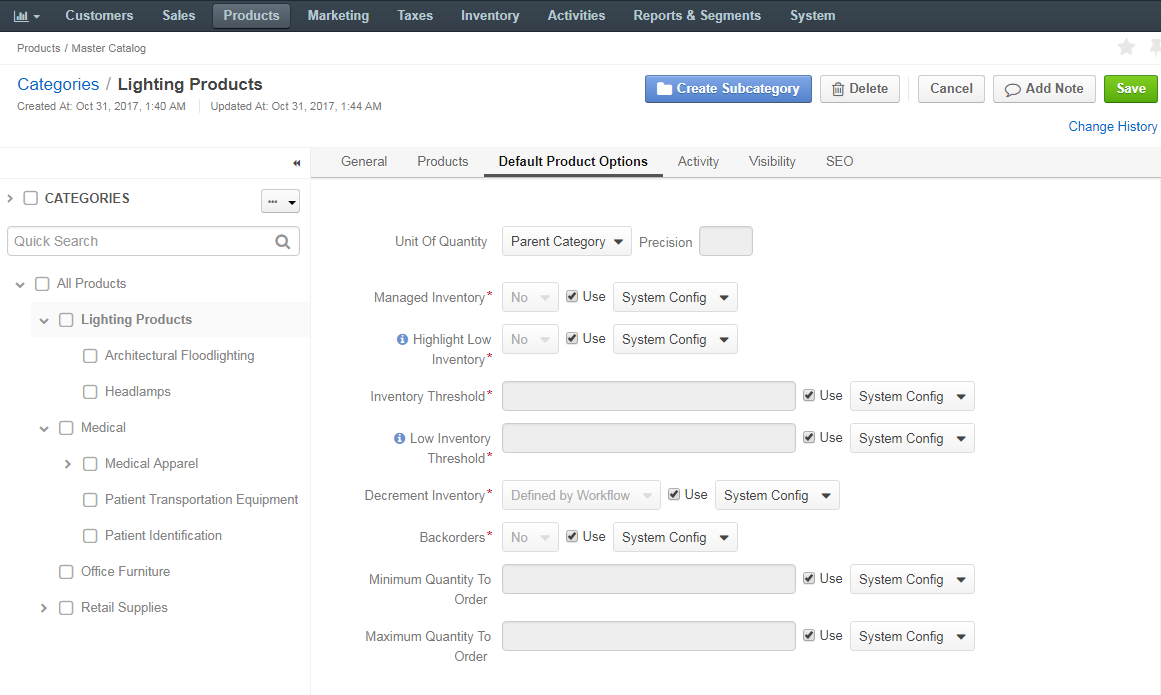 Customers Sales Products Marketing Taxes Inventory Activities Reports & Segments System
Products / Master Catalog
Categories / Lighting Products
Created At: Oct 31, 2017, 1:40 AM Updated At: Oct 31, 2017, 1:44 AM
Create Subcategory Delete Cancel Add Note Save
Change History
General Products Default Product Options Activity Visibility SEO
CATEGORIES
Quick Search
All Products
Lighting Products
Architectural Floodlighting
Headlamps
Medical
Medical Apparel
Patient Transportation Equipment
Patient Identification
Office Furniture
Retail Supplies
Unit Of Quantity Parent Category Precision
Managed Inventory* No Use System Config
Highlight Low No Use System Config
Inventory*
Inventory Threshold* Use System Config
Low Inventory Use System Config
Threshold*
Decrement Inventory* Defined by Workflow Use System Config
Backorders* No Use System Config
Minimum Quantity To Use System Config
Order
Maximum Quantity To Use System Config
Order